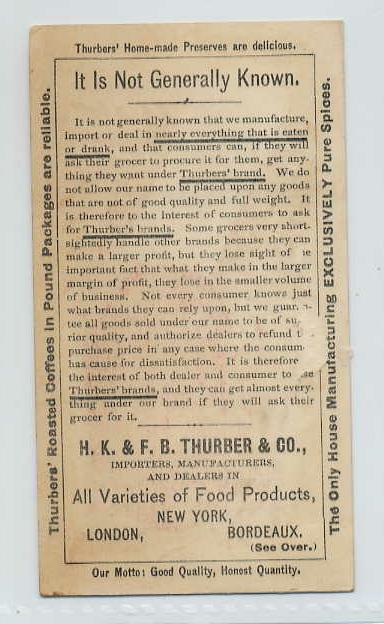 Thurbers' Home-made Preserves are delicious.
Thurbers' Roasted Coffees in Pound Packages are reliable.
It Is Not Generally Known.
It is not generally known that we manufacture,
import or deal in nearly everything that is eaten
or drank, and that consumers can, if they will
ask their grocer to procure it for them, get any-
thing they want under Thurbers' brand. We do
not allow our name to be placed upon any goods
that are not of good quality and full weight. It
is therefore to the interest of consumers to ask
for Thurber's brands. Some grocers very short-
sightedly handle other brands because they can
make a larger profit, but they lose sight of
important fact that what they make in the larger
margin of profit, they lose in the smaller volume
of business. Not every consumer knows just
what brands they can rely upon, but we
tee all goods sold under our name to be of
rior quality, and authorize dealers to refund
purchase price in any case where the consum-
has cause for dissatisfaction. It is therefore
the interest of both dealer and consumer to
Thurbers' brands, and they can get almost every-
thing under our brand if they will ask their
grocer for it.
H. K. & F. B. THURBER & CO.,
IMPORTERS, MANUFACTURERS,
AND DEALERS IN
All Varieties of Food Products,
NEW YORK,
LONDON, BORDEAUX.
(See Over.)
The Only House Manufacturing EXCLUSIVELY Pure Spices.
Our Motto: Good Quality, Honest Quantity.